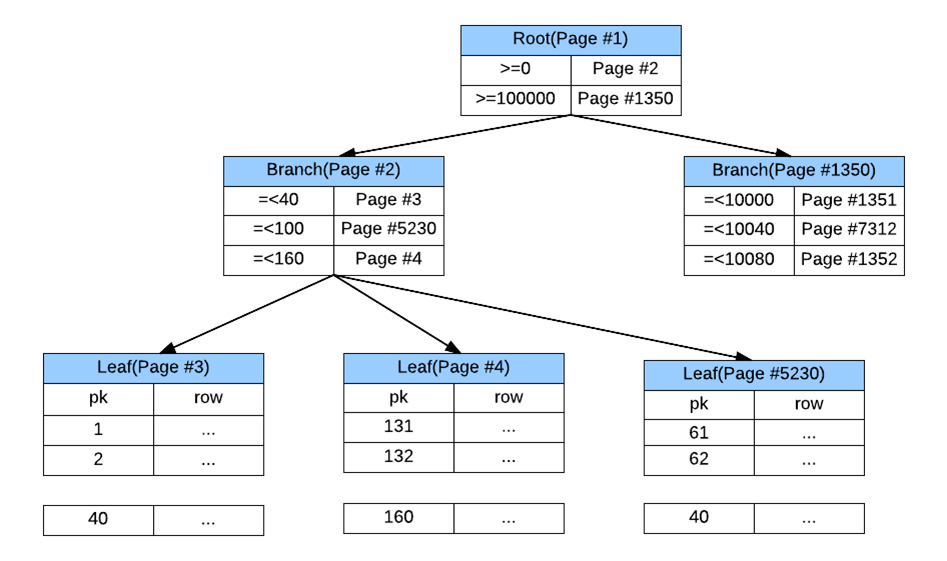 Root(Page #1)
>=0 Page #2
>=100000 Page #1350
Branch(Page #2)
=<40 Page #3
=<100 Page #5230
=<160 Page #4
Branch(Page #1350)
=<10000 Page #1351
=<10040 Page #7312
=<10080 Page #1352
Leaf(Page #3)
pk row
1 ...
2 ...
40 ...
Leaf(Page #4)
pk row
131 ...
132 ...
160 ...
Leaf(Page #5230)
pk row
61 ...
62 ...
40 ...